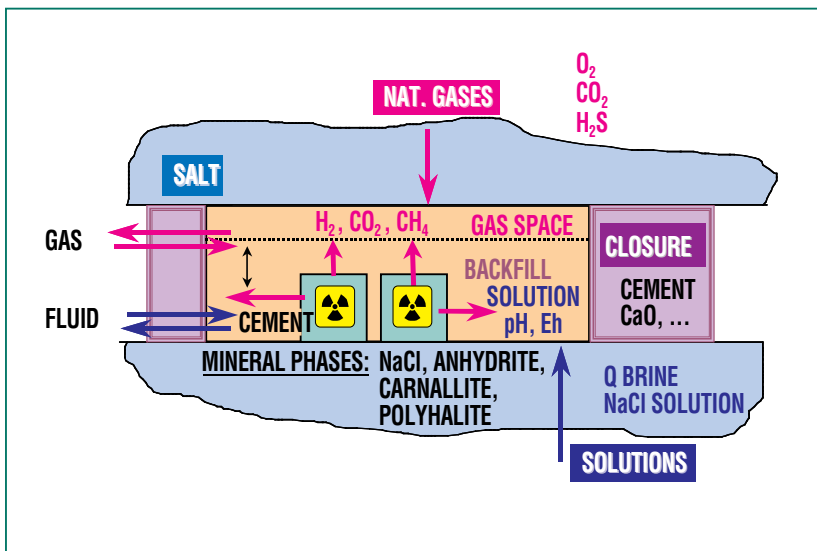 O₂
CO₂
H₂S
NAT. GASES
SALT
H₂, CO₂, CH₄
GAS SPACE
GAS
CLOSURE
BACKFILL
SOLUTION
pH, Eh
CEMENT
CaO, ...
FLUID
CEMENT
MINERAL PHASES: NaCl, ANHYDRITE,
CARNALLITE,
POLYHALITE
Q BRINE
NaCl SOLUTION
SOLUTIONS